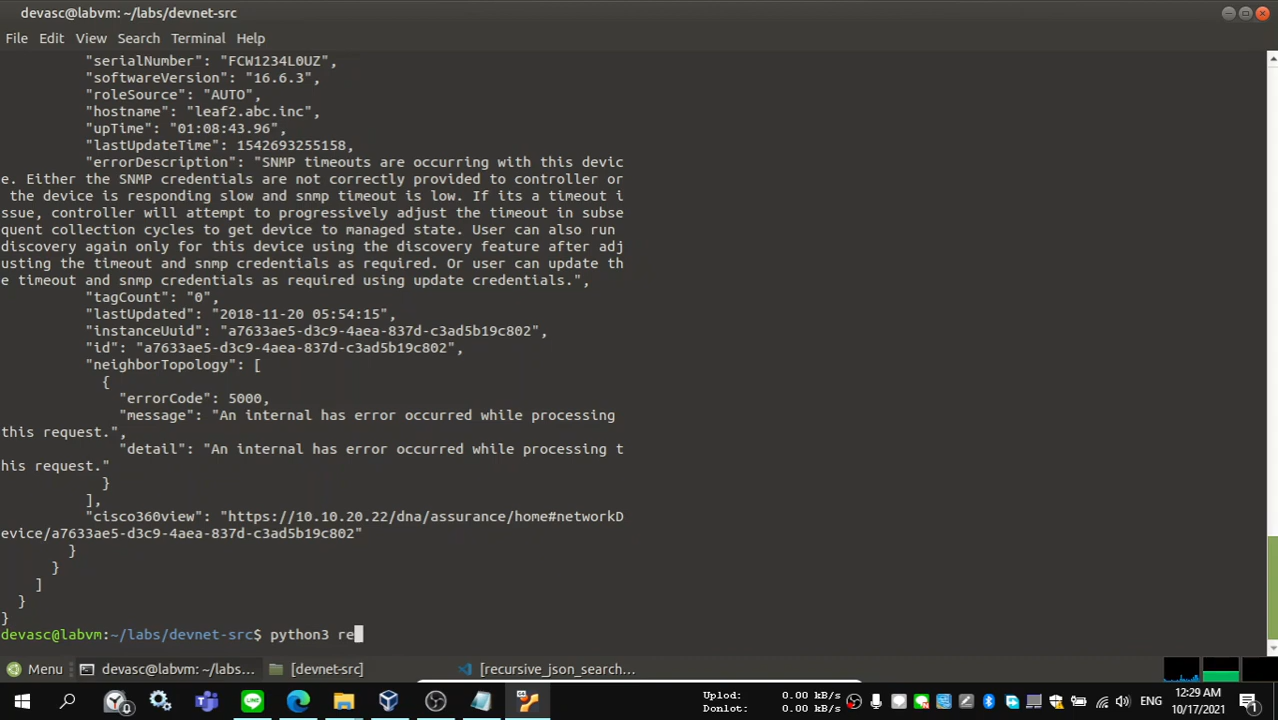 devasc@labvm: ~/labs/devnet-src
File Edit View Search Terminal Help
"serialNumber": "FCW1234L0UZ",
"softwareVersion": "16.6.3",
"roleSource": "AUTO",
"hostname": "leaf2.abc.inc",
"upTime": "01:08:43.96",
"lastUpdateTime": 1542693255158,
"errorDescription": "SNMP timeouts are occurring with this devic
e. Either the SNMP credentials are not correctly provided to controller or
the device is responding slow and snmp timeout is low. If its a timeout i
ssue, controller will attempt to progressively adjust the timeout in subse
quent collection cycles to get device to managed state. User can also run
discovery again only for this device using the discovery feature after adj
usting the timeout and snmp credentials as required. Or user can update th
e timeout and snmp credentials as required using update credentials.",
"tagCount": "0",
"lastUpdated": "2018-11-20 05:54:15",
"instanceUuid": "a7633ae5-d3c9-4aea-837d-c3ad5b19c802",
"id": "a7633ae5-d3c9-4aea-837d-c3ad5b19c802",
"neighborTopology": [
{
"errorCode": 5000,
"message": "An internal has error occurred while processing
this request.",
"detail": "An internal has error occurred while processing t
his request."
}
],
"cisco360view": "https://10.10.20.22/dna/assurance/home#networkD
evice/a7633ae5-d3c9-4aea-837d-c3ad5b19c802"
}
}
]
}
}
devasc@labvm:~/labs/devnet-src$ python3 re
Menu devasc@labvm: ~/labs... [devnet-src] [recursive_json_search...
Uplod: 0.00 kB/s
Donlot: 0.00 kB/s
ENG
12:29 AM
10/17/2021